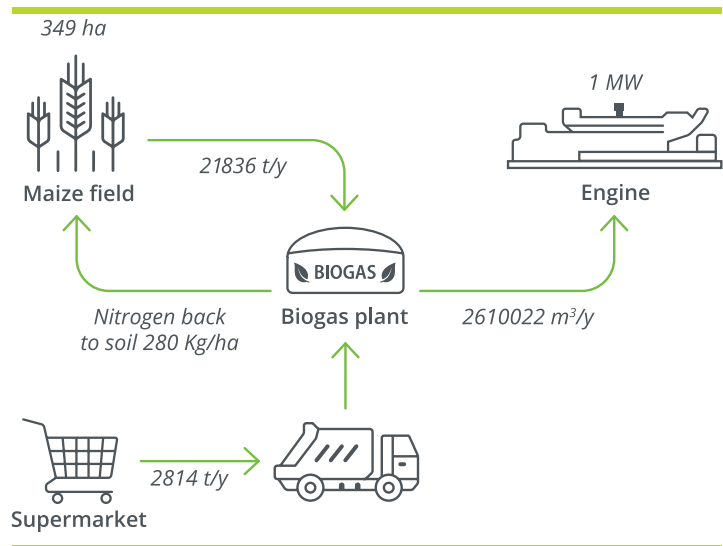 349 ha
1 MW
21836 t/y
Maize field
Engine
BIOGAS
Nitrogen back
to soil 280 Kg/ha
Biogas plant
2610022 m³/y
2814 t/y
Supermarket